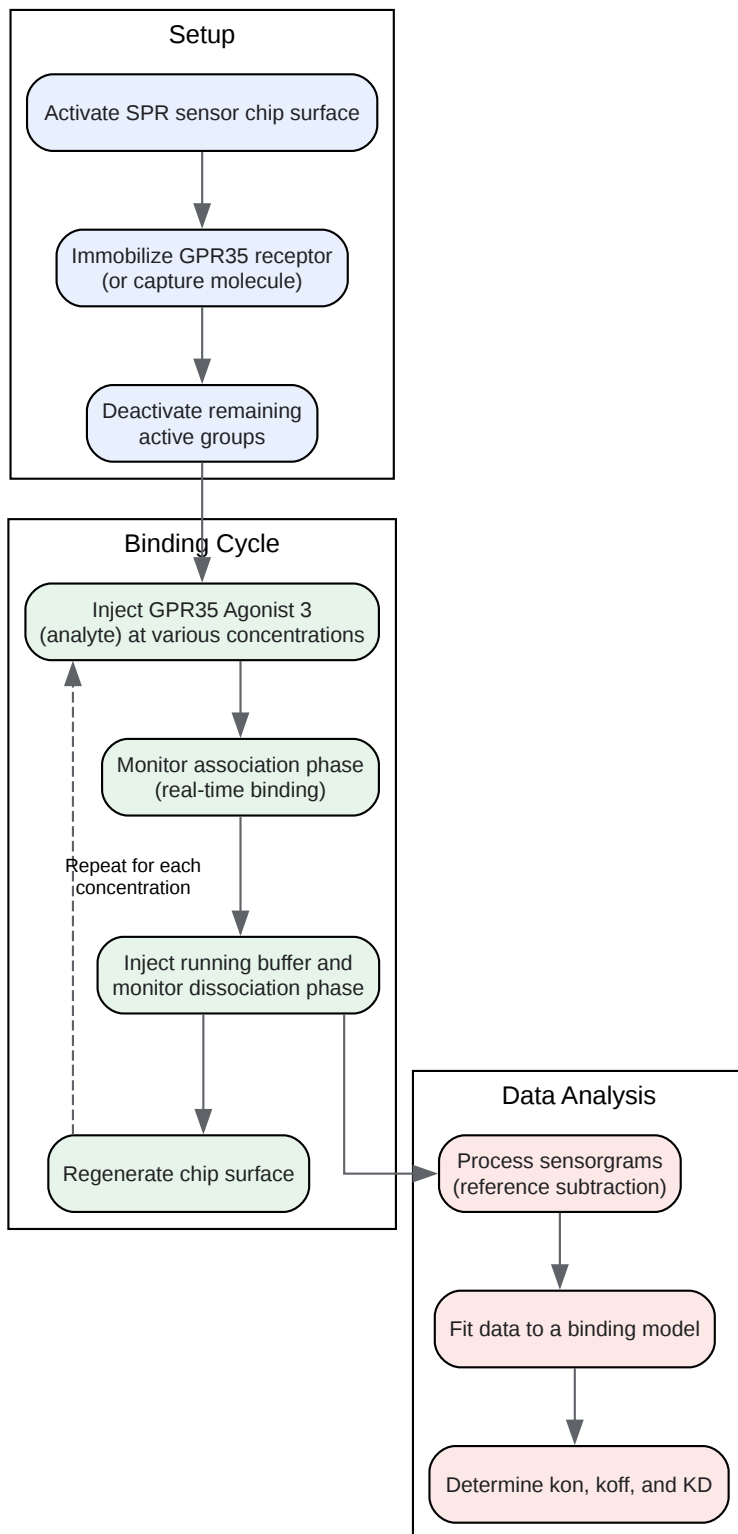 Setup
Activate SPR sensor chip surface
Immobilize GPR35 receptor
(or capture molecule)
Deactivate remaining
active groups
Binding Cycle
Inject GPR35 Agonist 3
(analyte) at various concentrations
Monitor association phase
(real-time binding)
Repeat for each
concentration
Inject running buffer and
monitor dissociation phase
Regenerate chip surface
Data Analysis
Process sensorgrams
(reference subtraction)
Fit data to a binding model
Determine kon, koff, and KD